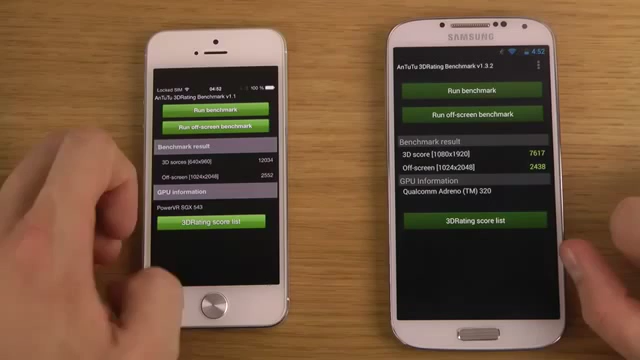 Locked SIM 04:52 100 %
AnTuTu 3DRating Benchmark v1.1
Run benchmark
Run off-screen benchmark
Benchmark result
3D sorces [640x960] 12034
Off-screen [1024x2048] 2552
GPU information
PowerVR SGX 543
3DRating score list
SAMSUNG
4:52
AnTuTu 3DRating Benchmark v1.3.2
Run benchmark
Run off-screen benchmark
Benchmark result
3D score [1080x1920] 7617
Off-screen [1024x2048] 2438
GPU Information
Qualcomm Adreno (TM) 320
3DRating score list